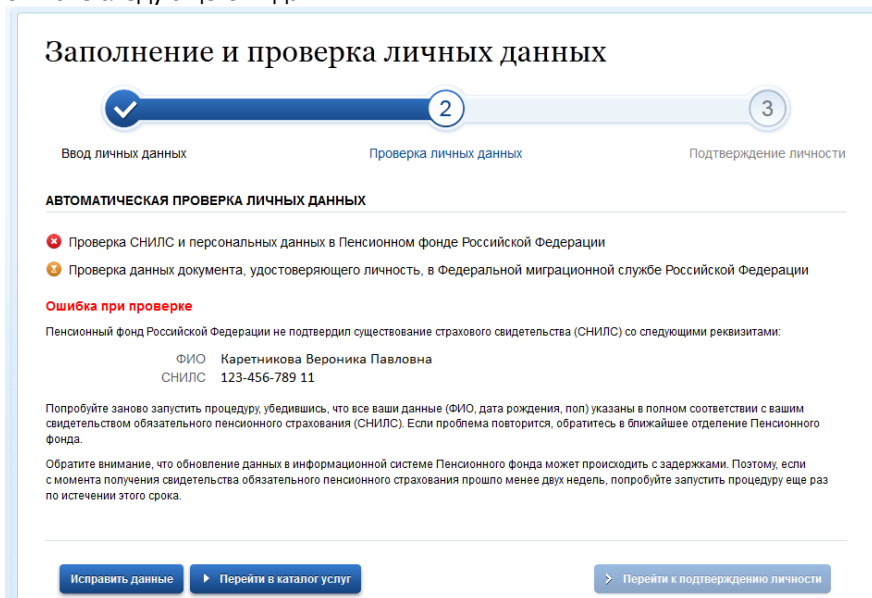 Заполнение и проверка личных данных
2
3
Ввод личных данных
Проверка личных данных
Подтверждение личности
АВТОМАТИЧЕСКАЯ ПРОВЕРКА ЛИЧНЫХ ДАННЫХ
Проверка СНИЛС и персональных данных в Пенсионном фонде Российской Федерации
Проверка данных документа, удостоверяющего личность, в Федеральной миграционной службе Российской Федерации
Ошибка при проверке
Пенсионный фонд Российской Федерации не подтвердил существование страхового свидетельства (СНИЛС) со следующими реквизитами:
ФИО Каретникова Вероника Павловна
СНИЛС 123-456-789 11
Попробуйте заново запустить процедуру, убедившись, что все ваши данные (ФИО, дата рождения, пол) указаны в полном соответствии с вашим
свидетельством обязательного пенсионного страхования (СНИЛС). Если проблема повторится, обратитесь в ближайшее отделение Пенсионного
фонда.
Обратите внимание, что обновление данных в информационной системе Пенсионного фонда может происходить с задержками. Поэтому, если
с момента получения свидетельства обязательного пенсионного страхования прошло менее двух недель, попробуйте запустить процедуру еще раз
по истечении этого срока.
Исправить данные
Перейти в каталог услуг
Перейти к подтверждению личности